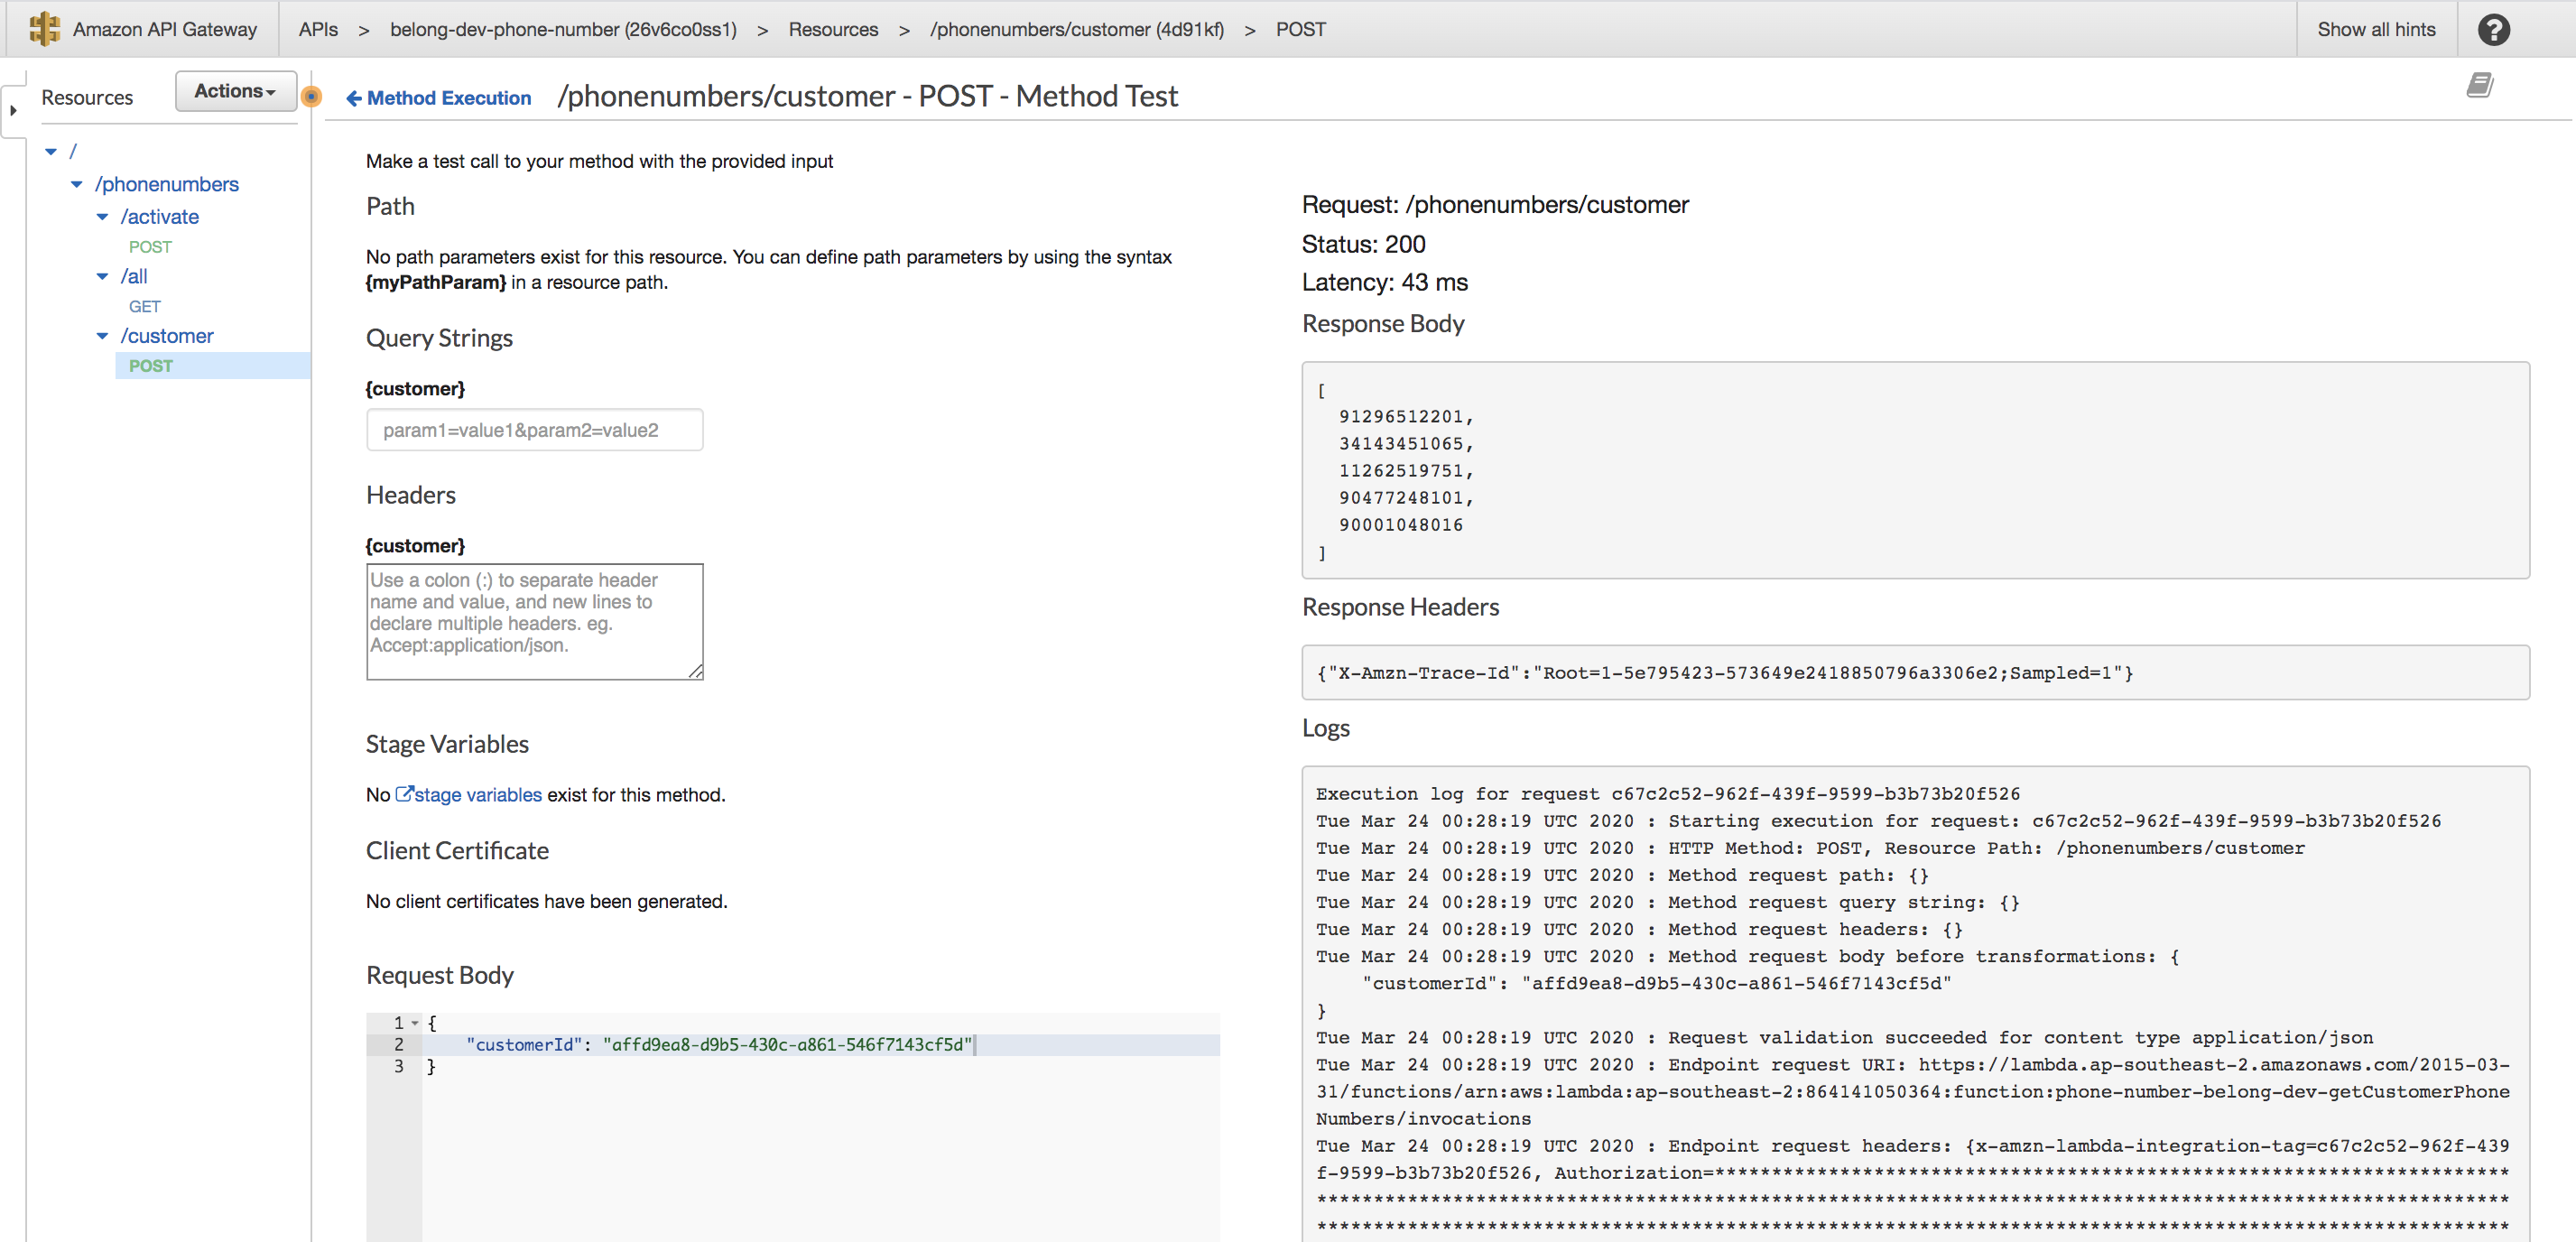 Amazon API Gateway
APIs > belong-dev-phone-number (26v6co0ss1) > Resources > /phonenumbers/customer (4d91kf) > POST
Show all hints
?
Resources
Actions
Method Execution
/phonenumbers/customer - POST - Method Test
/
/phonenumbers
/activate
POST
/all
GET
/customer
POST
Make a test call to your method with the provided input
Path
No path parameters exist for this resource. You can define path parameters by using the syntax
{myPathParam} in a resource path.
Query Strings
{customer}
param1=value1&param2=value2
Headers
{customer}
Use a colon (:) to separate header
name and value, and new lines to
declare multiple headers. eg.
Accept:application/json.
Stage Variables
No stage variables exist for this method.
Client Certificate
No client certificates have been generated.
Request Body
1 {
2 "customerId": "affd9ea8-d9b5-430c-a861-546f7143cf5d"
3 }
Request: /phonenumbers/customer
Status: 200
Latency: 43 ms
Response Body
[
91296512201,
34143451065,
11262519751,
90477248101,
90001048016
]
Response Headers
{"X-Amzn-Trace-Id":"Root=1-5e795423-573649e2418850796a3306e2;Sampled=1"}
Logs
Execution log for request c67c2c52-962f-439f-9599-b3b73b20f526
Tue Mar 24 00:28:19 UTC 2020 : Starting execution for request: c67c2c52-962f-439f-9599-b3b73b20f526
Tue Mar 24 00:28:19 UTC 2020 : HTTP Method: POST, Resource Path: /phonenumbers/customer
Tue Mar 24 00:28:19 UTC 2020 : Method request path: {}
Tue Mar 24 00:28:19 UTC 2020 : Method request query string: {}
Tue Mar 24 00:28:19 UTC 2020 : Method request headers: {}
Tue Mar 24 00:28:19 UTC 2020 : Method request body before transformations: {
"customerId": "affd9ea8-d9b5-430c-a861-546f7143cf5d"
}
Tue Mar 24 00:28:19 UTC 2020 : Request validation succeeded for content type application/json
Tue Mar 24 00:28:19 UTC 2020 : Endpoint request URI: https://lambda.ap-southeast-2.amazonaws.com/2015-03-
31/functions/arn:aws:lambda:ap-southeast-2:864141050364:function:phone-number-belong-dev-getCustomerPhone
Numbers/invocations
Tue Mar 24 00:28:19 UTC 2020 : Endpoint request headers: {x-amzn-lambda-integration-tag=c67c2c52-962f-439
f-9599-b3b73b20f526, Authorization=**********************************************************************
*********************************************************************************************************
*********************************************************************************************************